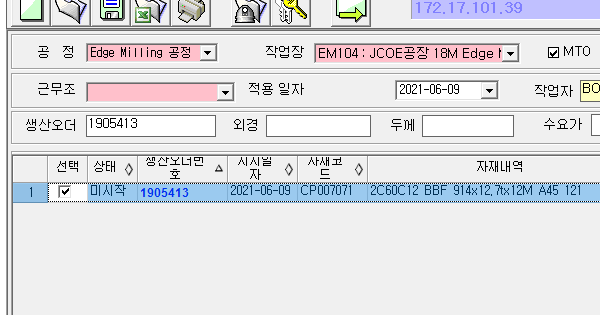 172.17.101.39
공 정 Edge Milling 공정 작업장 EM104 : JCOE공장 18M Edge MTO
근무조 적용 일자 2021-06-09 작업자 BO
생산오더 1905413 외경 두께 수요가
선택 상태 생산오더번호 지시일자 자재코드 자재내역
1 미시작 1905413 2021-06-09 CP007071 2C60C12 BBF 914x12.7tx12M A45 121